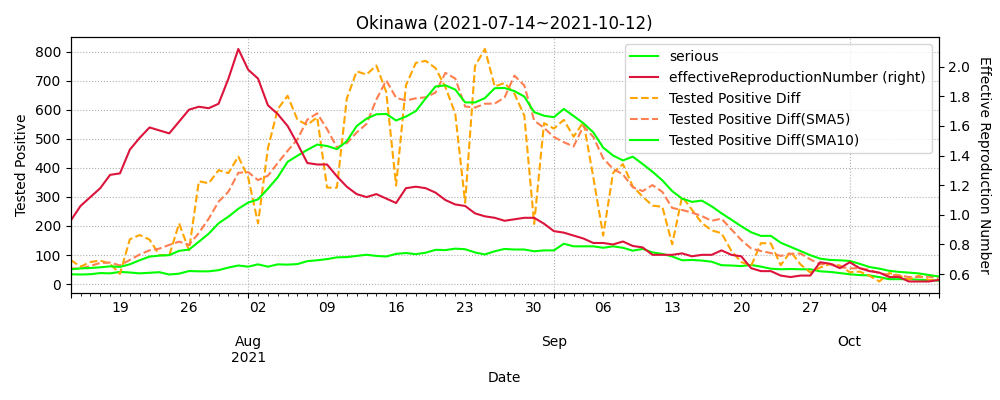 Okinawa (2021-07-14~2021-10-12)
800
700
600
500
400
300
200
100
0
Tested Positive
serious
effectiveReproductionNumber (right)
Tested Positive Diff
Tested Positive Diff(SMA5)
Tested Positive Diff(SMA10)
2.0
1.8
1.6
1.4
1.2
1.0
0.8
0.6
Effective Reproduction Number
19 26 02 09 16 23 30 06 13 20 27 04
Aug Sep Oct
2021
Date